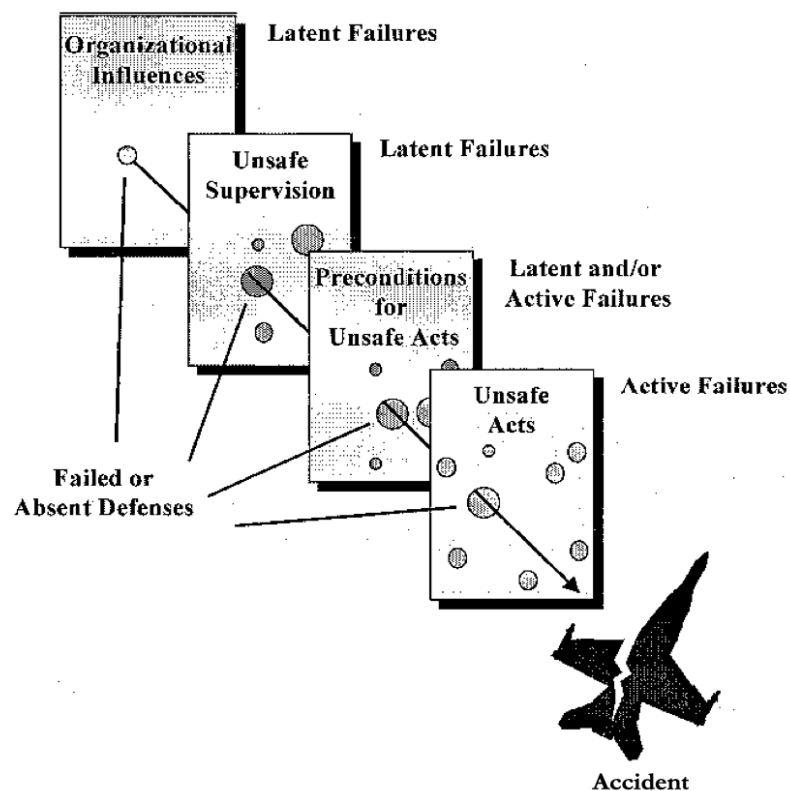 Organizational
Influences
Latent Failures
Unsafe
Supervision
Latent Failures
Preconditions
for
Unsafe Acts
Latent and/or
Active Failures
Unsafe
Acts
Active Failures
Failed or
Absent Defenses
Accident